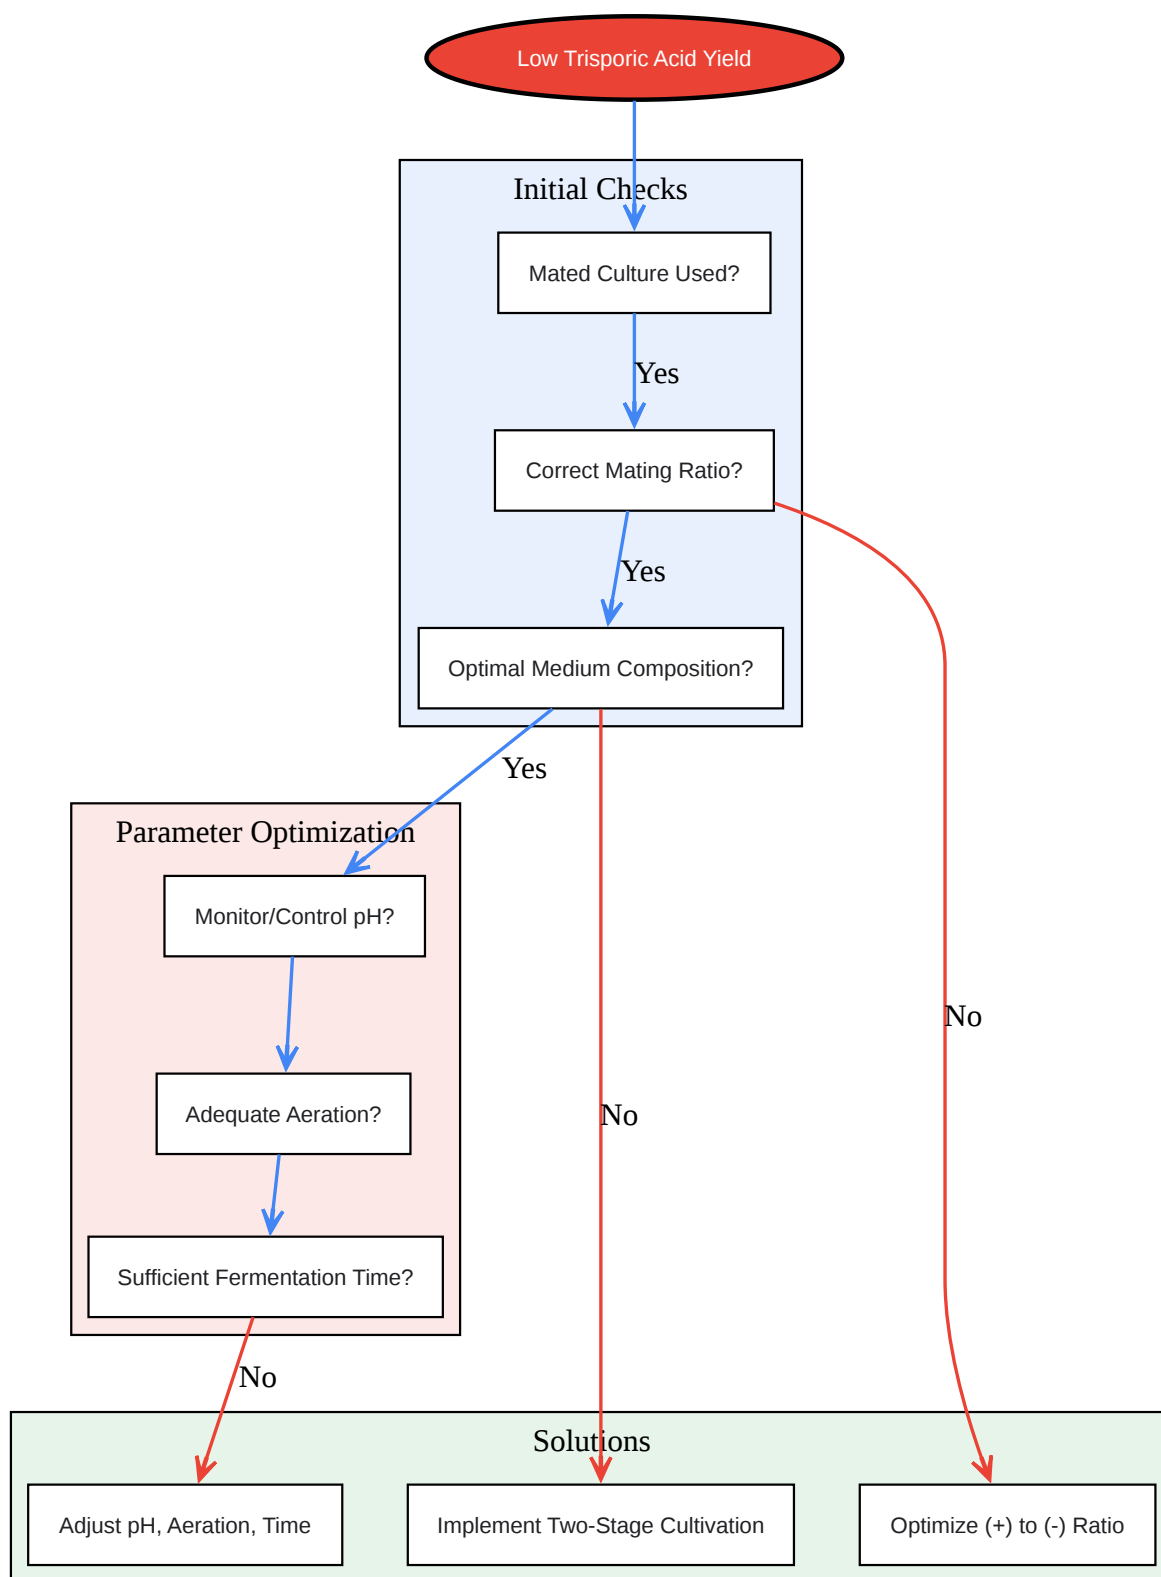 Low Trisporic Acid Yield
Initial Checks
Mated Culture Used?
Yes
Correct Mating Ratio?
Yes
Optimal Medium Composition?
Yes
Parameter Optimization
Monitor/Control pH?
No
Adequate Aeration?
No
Sufficient Fermentation Time?
No
Solutions
Adjust pH, Aeration, Time
Implement Two-Stage Cultivation
Optimize (+) to (-) Ratio